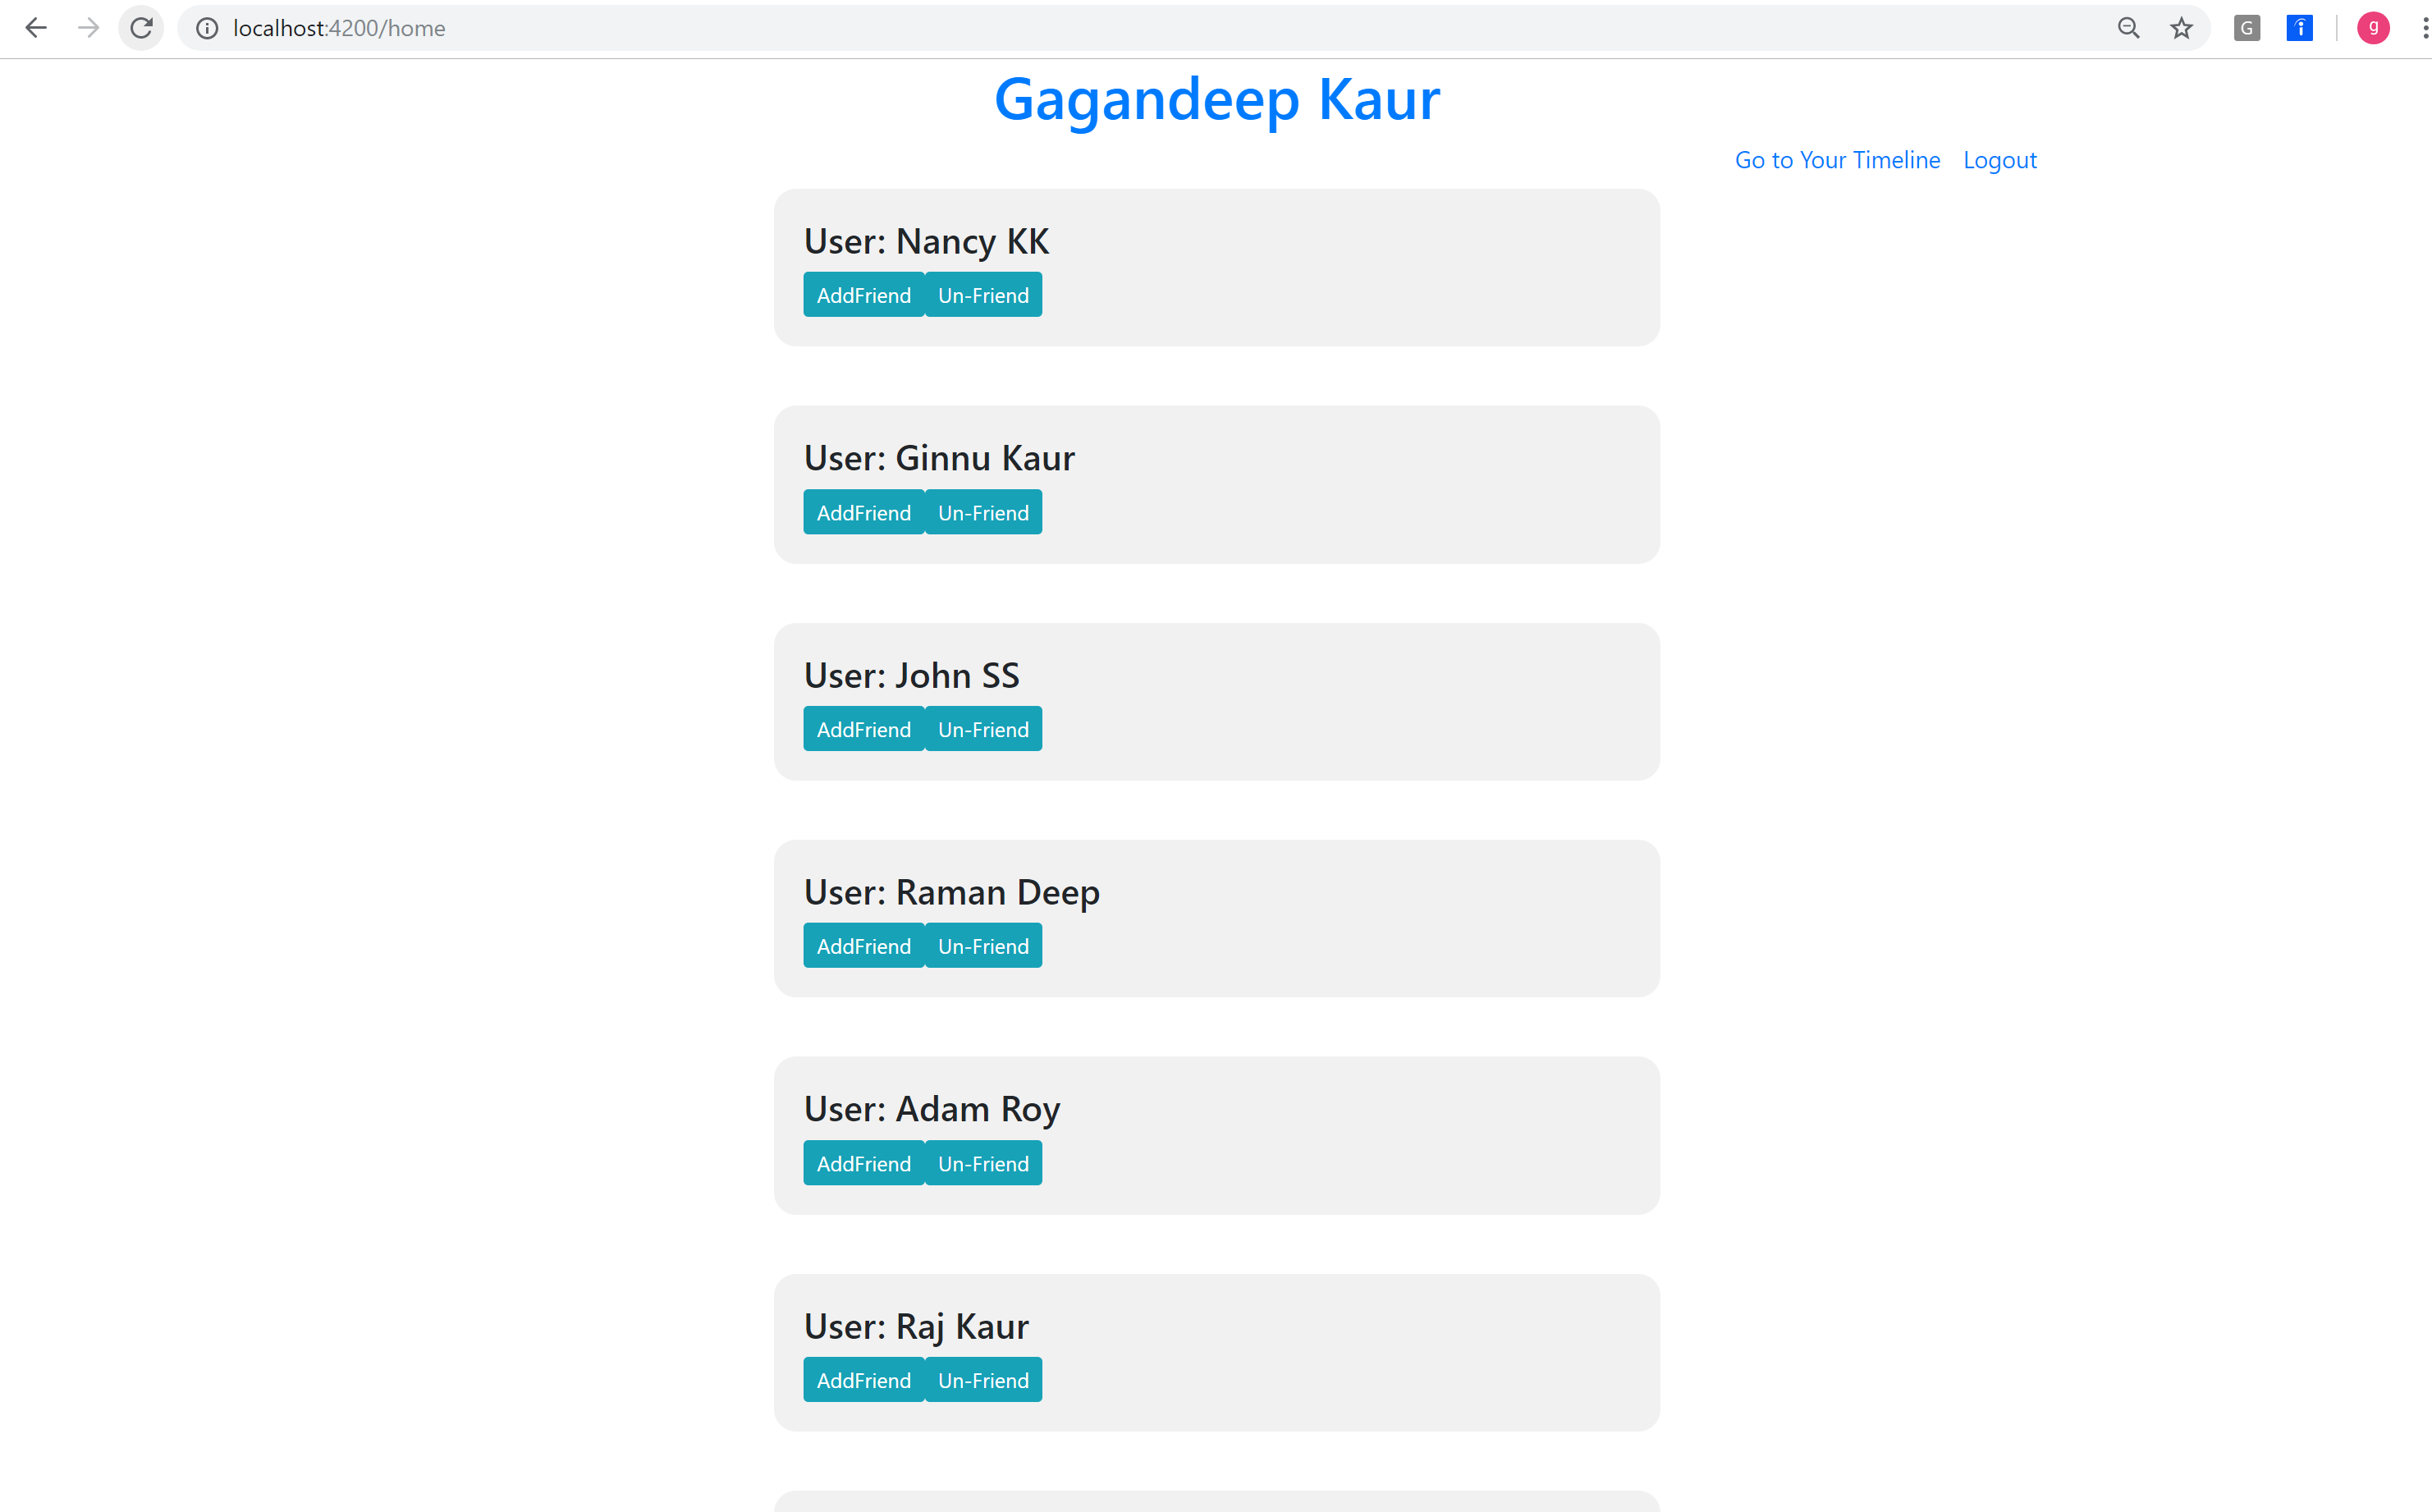 localhost:4200/home
G
i
g
Gagandeep Kaur
Go to Your Timeline Logout
User: Nancy KK
AddFriend Un-Friend
User: Ginnu Kaur
AddFriend Un-Friend
User: John SS
AddFriend Un-Friend
User: Raman Deep
AddFriend Un-Friend
User: Adam Roy
AddFriend Un-Friend
User: Raj Kaur
AddFriend Un-Friend